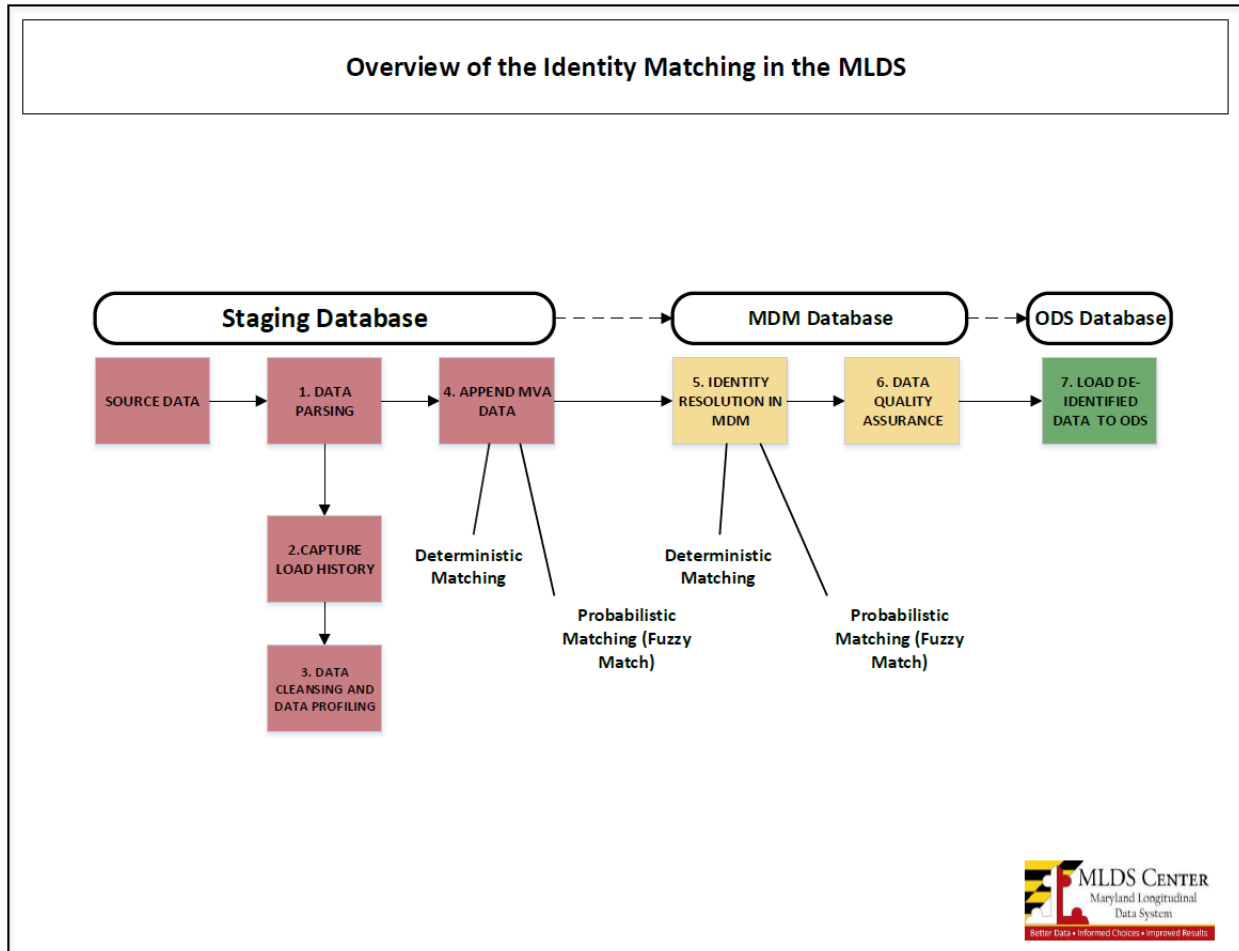 Overview of the Identity Matching in the MLDS
Staging Database
MDM Database
ODS Database
SOURCE DATA
1. DATA
PARSING
4. APPEND MVA
DATA
5. IDENTITY
RESOLUTION IN
MDM
6. DATA
QUALITY
ASSURANCE
7. LOAD DE-
IDENTIFIED
DATA TO ODS
2.CAPTURE
LOAD HISTORY
Deterministic
Matching
Deterministic
Matching
Probabilistic
Matching (Fuzzy
Match)
Probabilistic
Matching (Fuzzy
Match)
3. DATA
CLEANSING AND
DATA PROFILING
MLDS CENTER
Maryland Longitudinal
Data System
Better Data • Informed Choices • Improved Results